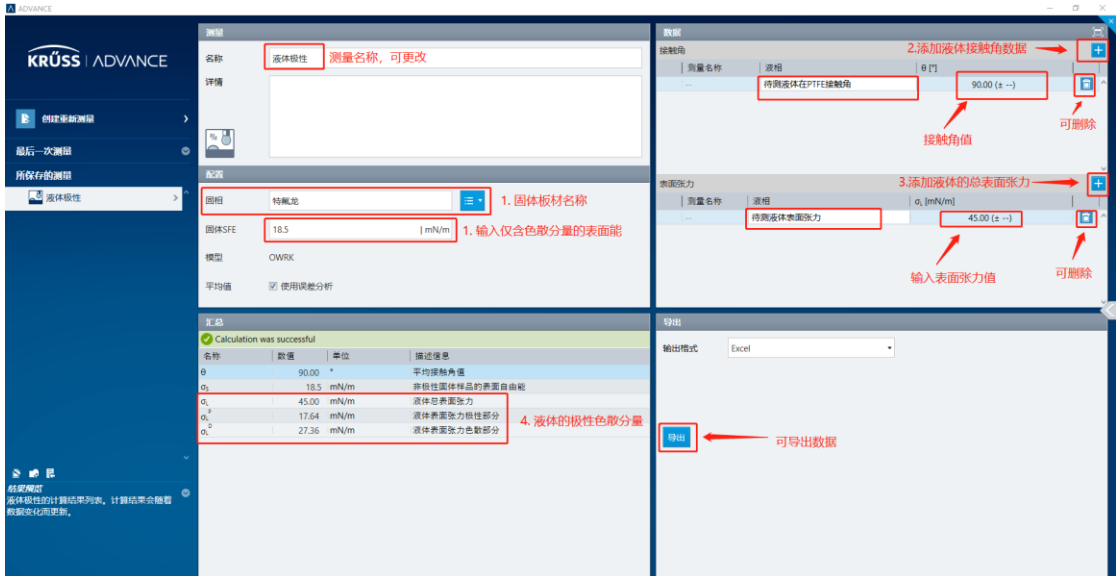 ADVANCE
KRÜSS | ADVANCE
创建重新测量
最后一次测量
所保存的测量
液体极性
结果预览
液体极性的计算结果列表。计算结果会随着
数据变化而更新。
测量
名称 液体极性 测量名称，可更改
详情
配置
固相 特氟龙 1. 固体板材名称
固体SFE 18.5 mN/m 1. 输入仅含色散分量的表面能
模型 OWRK
平均值 使用误差分析
汇总
Calculation was successful
名称 数值 单位 描述信息
θ 90.00 ° 平均接触角值
σS 18.5 mN/m 非极性固体样品的表面自由能
σL 45.00 mN/m 液体总表面张力
σL^P 17.64 mN/m 液体表面张力极性部分
σL^D 27.36 mN/m 液体表面张力色散部分
4. 液体的极性色散分量
数据
接触角 2.添加液体接触角数据 +
测量名称 液相 θ [°]
-- 待测液体在PTFE接触角 90.00 (± --)
接触角值
可删除
表面张力 3.添加液体的总表面张力 +
测量名称 液相 σL [mN/m]
-- 待测液体表面张力 45.00 (± --)
输入表面张力值
可删除
导出
输出格式 Excel
导出 可导出数据